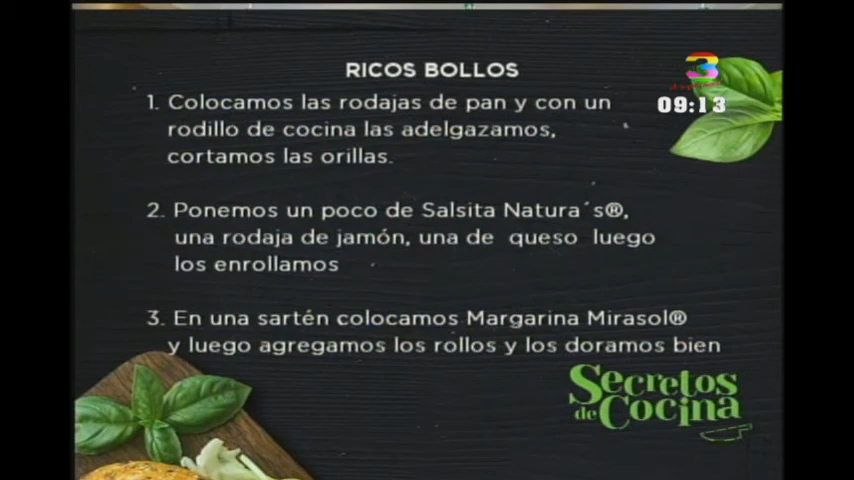 RICOS BOLLOS
1. Colocamos las rodajas de pan y con un
rodillo de cocina las adelgazamos,
cortamos las orillas.
2. Ponemos un poco de Salsita Natura´s®,
una rodaja de jamón, una de queso luego
los enrollamos
3. En una sartén colocamos Margarina Mirasol®
y luego agregamos los rollos y los doramos bien
3
09:13
Secretos
de Cocina